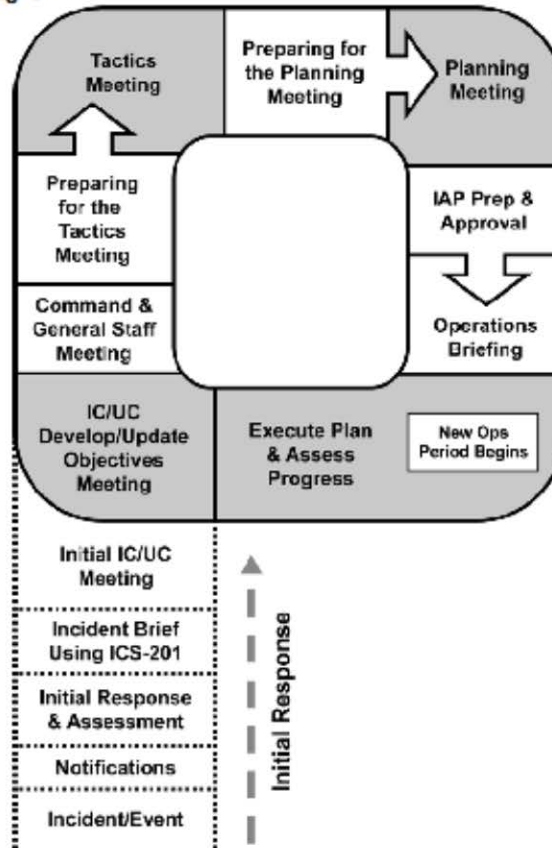 Tactics
Meeting
Preparing for
the Planning
Meeting
Planning
Meeting
Preparing
for the
Tactics
Meeting
IAP Prep &
Approval
Command &
General Staff
Meeting
Operations
Briefing
IC/UC
Develop/Update
Objectives
Meeting
Execute Plan
& Assess
Progress
New Ops
Period Begins
Initial IC/UC
Meeting
Incident Brief
Using ICS-201
Initial Response
& Assessment
Notifications
Incident/Event
Initial Response